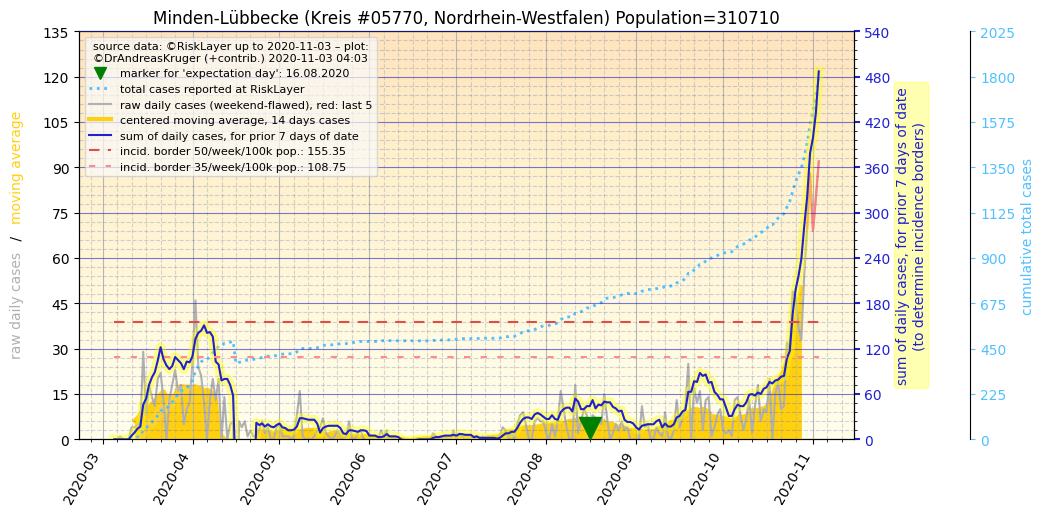 Minden-Lübbecke (Kreis #05770, Nordrhein-Westfalen) Population=310710
source data: ©RiskLayer up to 2020-11-03 – plot:
©DrAndreasKruger (+contrib.) 2020-11-03 04:03
marker for 'expectation day': 16.08.2020
total cases reported at RiskLayer
raw daily cases (weekend-flawed), red: last 5
centered moving average, 14 days cases
sum of daily cases, for prior 7 days of date
incid. border 50/week/100k pop.: 155.35
incid. border 35/week/100k pop.: 108.75
raw daily cases / moving average
135
120
105
90
75
60
45
30
15
0
2020-03
2020-04
2020-05
2020-06
2020-07
2020-08
2020-09
2020-10
2020-11
540
480
420
360
300
240
180
120
60
0
sum of daily cases, for prior 7 days of date
(to determine incidence borders)
2025
1800
1575
1350
1125
900
675
450
225
0
cumulative total cases